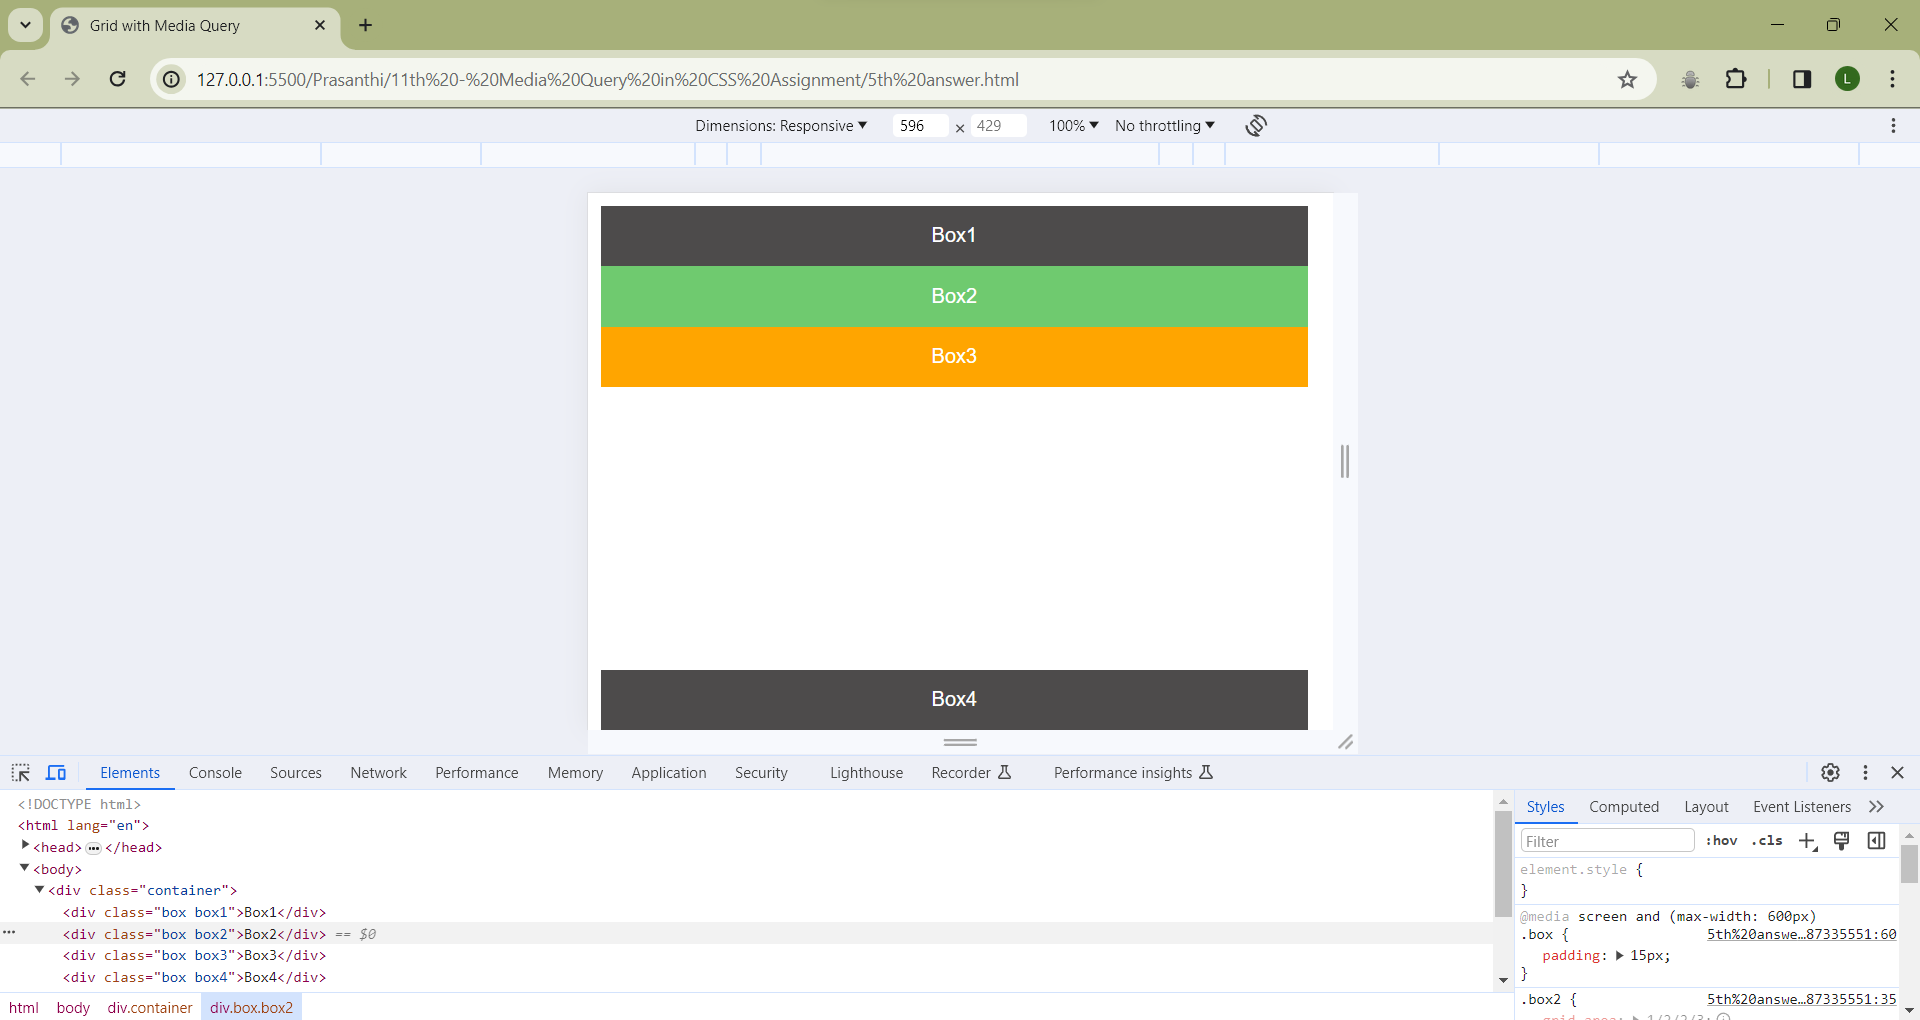 Grid with Media Query
127.0.0.1:5500/Prasanthi/11th%20-%20Media%20Query%20in%20CSS%20Assignment/5th%20answer.html
L
Dimensions: Responsive 596 × 429 100% No throttling
Box1
Box2
Box3
Box4
Elements Console Sources Network Performance Memory Application Security Lighthouse Recorder Performance insights
<!DOCTYPE html>
<html lang="en">
<head> ••• </head>
<body>
<div class="container">
<div class="box box1">Box1</div>
<div class="box box2">Box2</div> == $0
<div class="box box3">Box3</div>
<div class="box box4">Box4</div>
html body div.container div.box.box2
Styles Computed Layout Event Listeners
Filter :hov .cls
element.style {
}
@media screen and (max-width: 600px)
.box { 5th%20answe…87335551:60
padding: 15px;
}
.box2 { 5th%20answe…87335551:35
grid-area: 1/2/2/3;